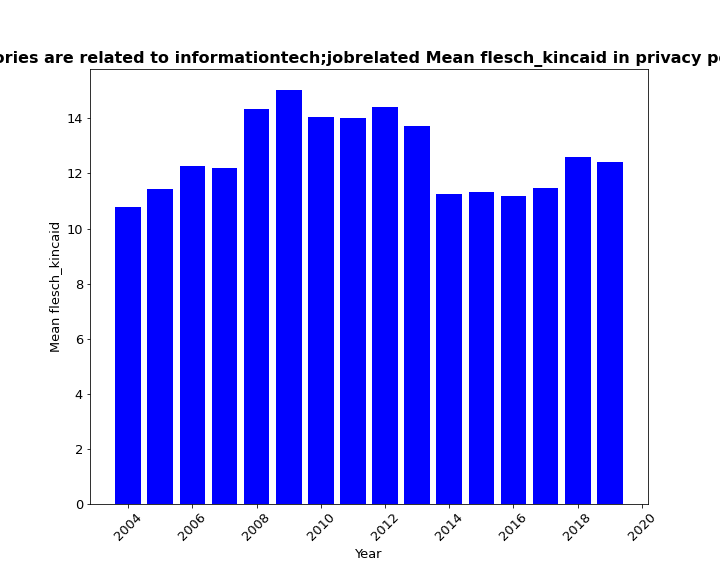 ories are related to informationtech;jobrelated Mean flesch_kincaid in privacy po
Mean flesch_kincaid
14
12
10
8
6
4
2
0
2004 2006 2008 2010 2012 2014 2016 2018 2020
Year